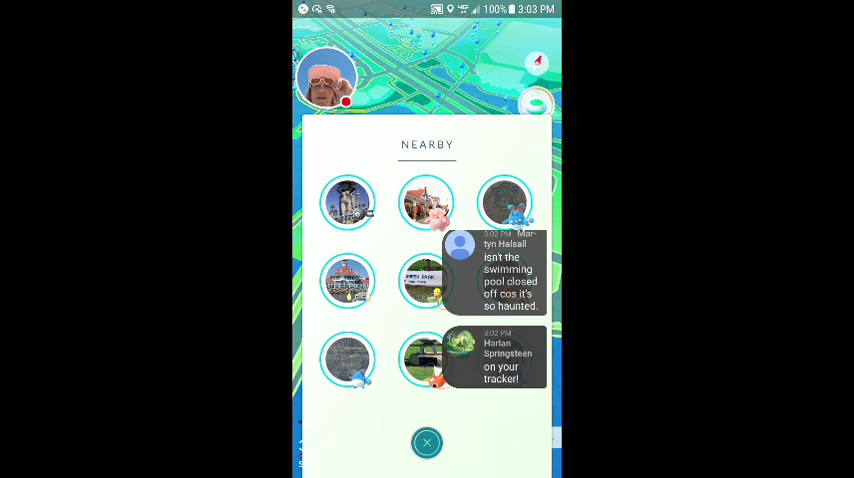 100% 3:03 PM
NEARBY
3:02 PM Mar-
tyn Halsall
isn't the
swimming
pool closed
off cos it's
so haunted.
PARK
3:02 PM
Harlan
Springsteen
on your
tracker!